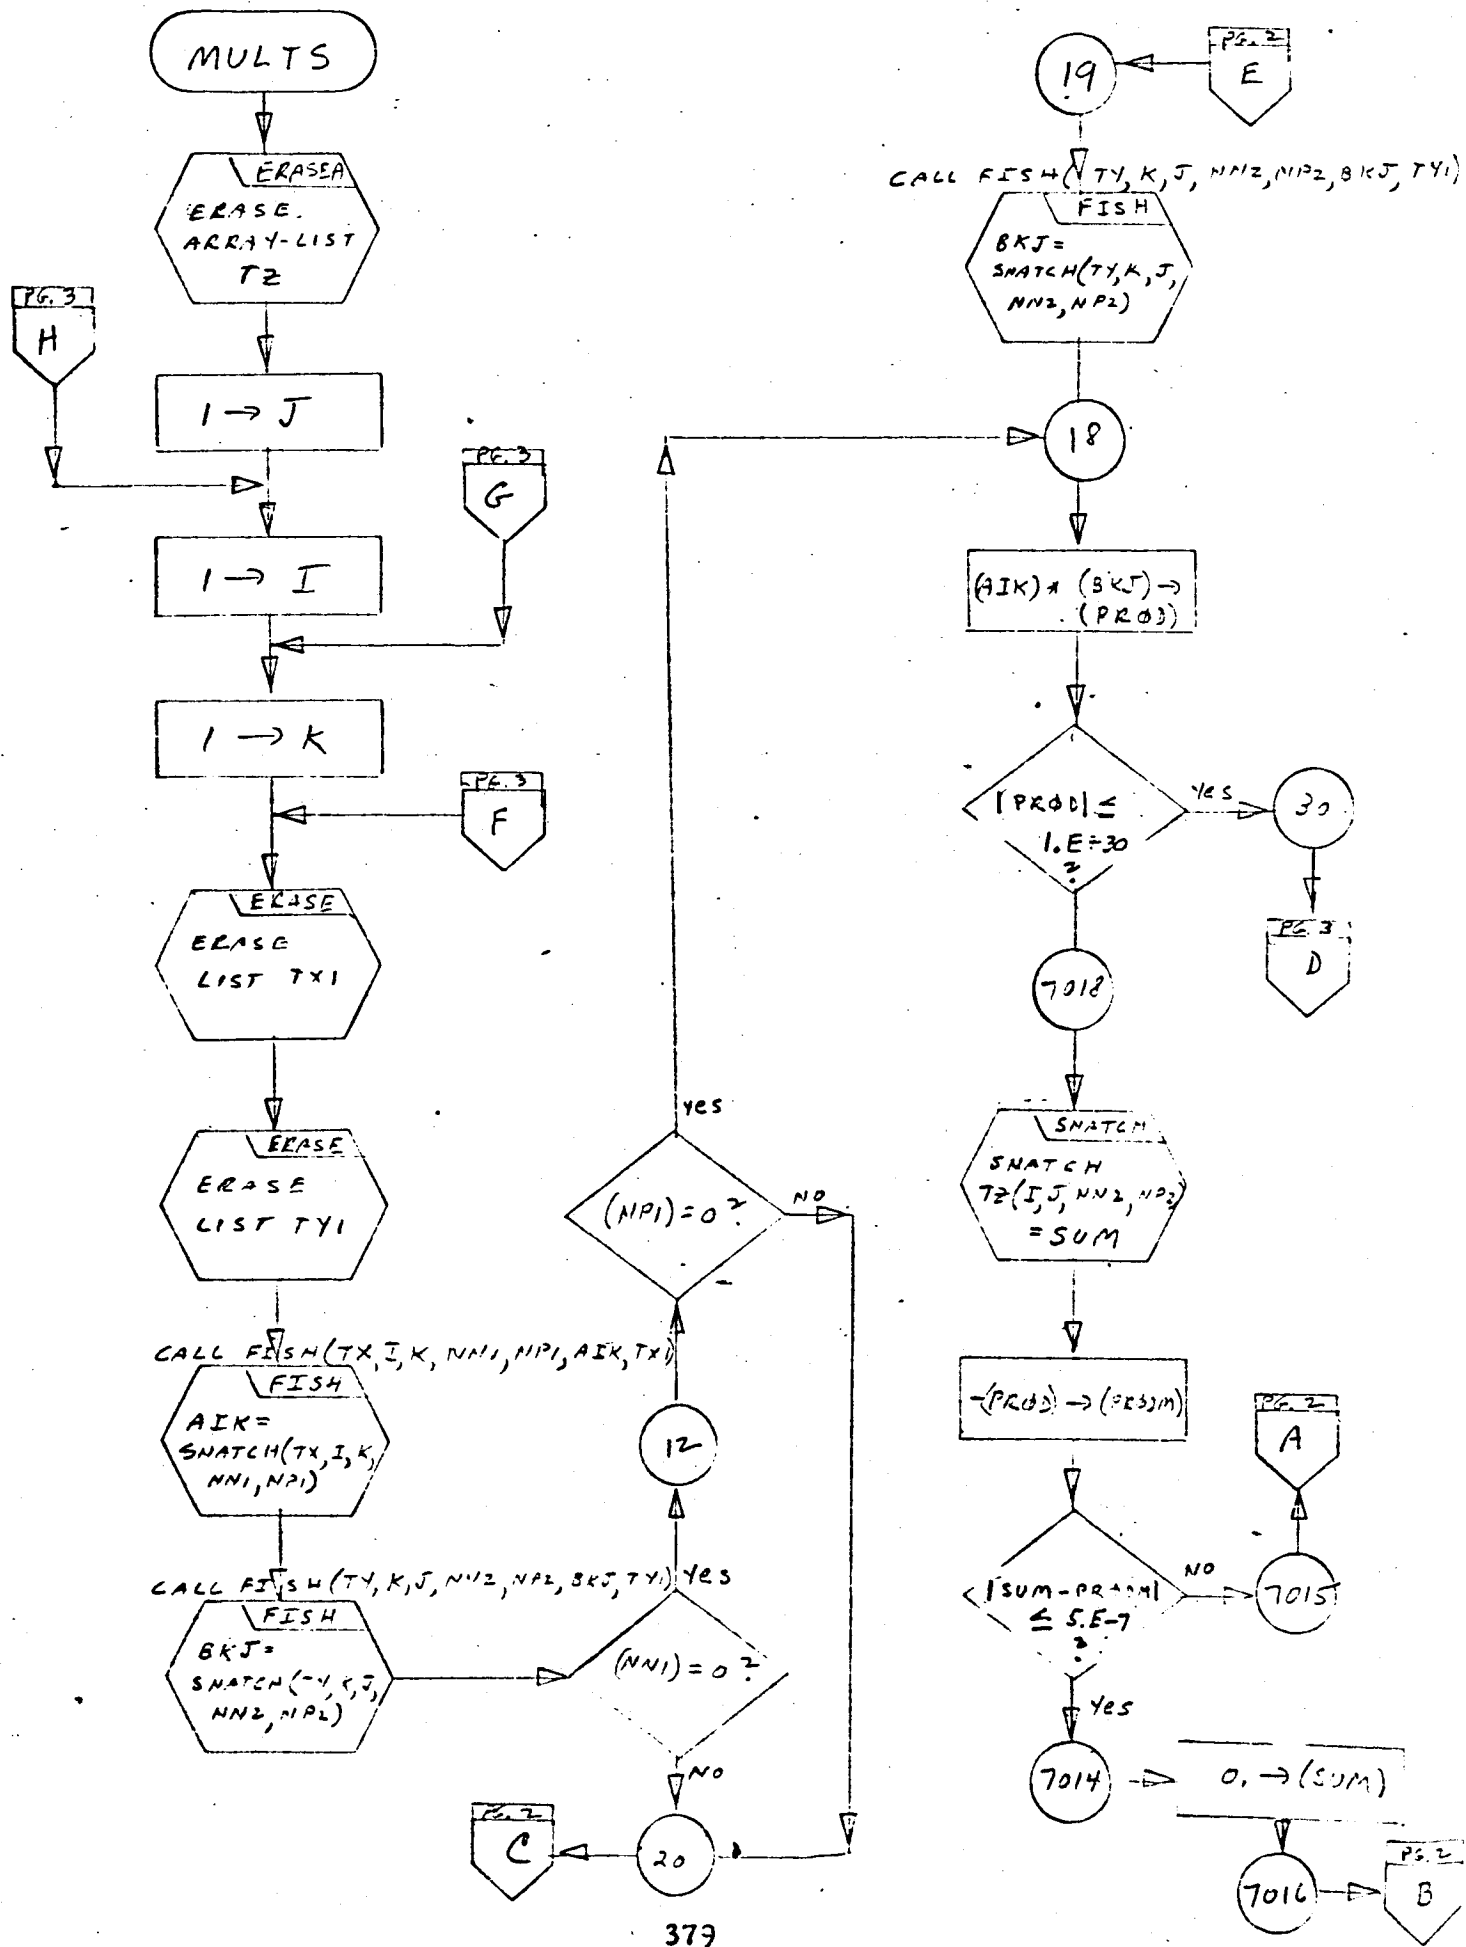 MULTS
ERASEA
ERASE.
ARRAY-LIST
TZ
PG. 3
H
1 → J
PG. 3
G
1 → I
1 → K
PG. 3
F
ERASE
ERASE
LIST TX1
ERASE
ERASE
LIST TY1
CALL FISH(TX, I, K, NN1, NP1, AIK, TX1)
FISH
AIK=
SNATCH(TX, I, K,
NN1, NP1)
CALL FISH(TY, K, J, NN2, NP2, BKJ, TY1)
FISH
BKJ=
SNATCH(TY, K, J,
NN2, NP2)
yes
(NP1)=0?
NO
12
Yes
(NN1)=0?
NO
PG. 2
C
20
19
PG. 2
E
CALL FISH(TY, K, J, NN2, NP2, BKJ, TY1)
FISH
BKJ=
SNATCH(TY, K, J,
NN2, NP2)
18
(AIK)* (BKJ)→
(PRØD)
|PRØD| ≤
1.E-30
?
Yes
30
PG. 3
D
7018
SNATCH
SNATCH
TZ(I, J, NN2, NP2)
=SUM
-(PRØD) → (PRØDM)
PG. 2
A
|SUM-PRØDM|
≤ 5.E-7
?
NO
7015
Yes
7014
0. → (SUM)
7016
PG. 2
B
379